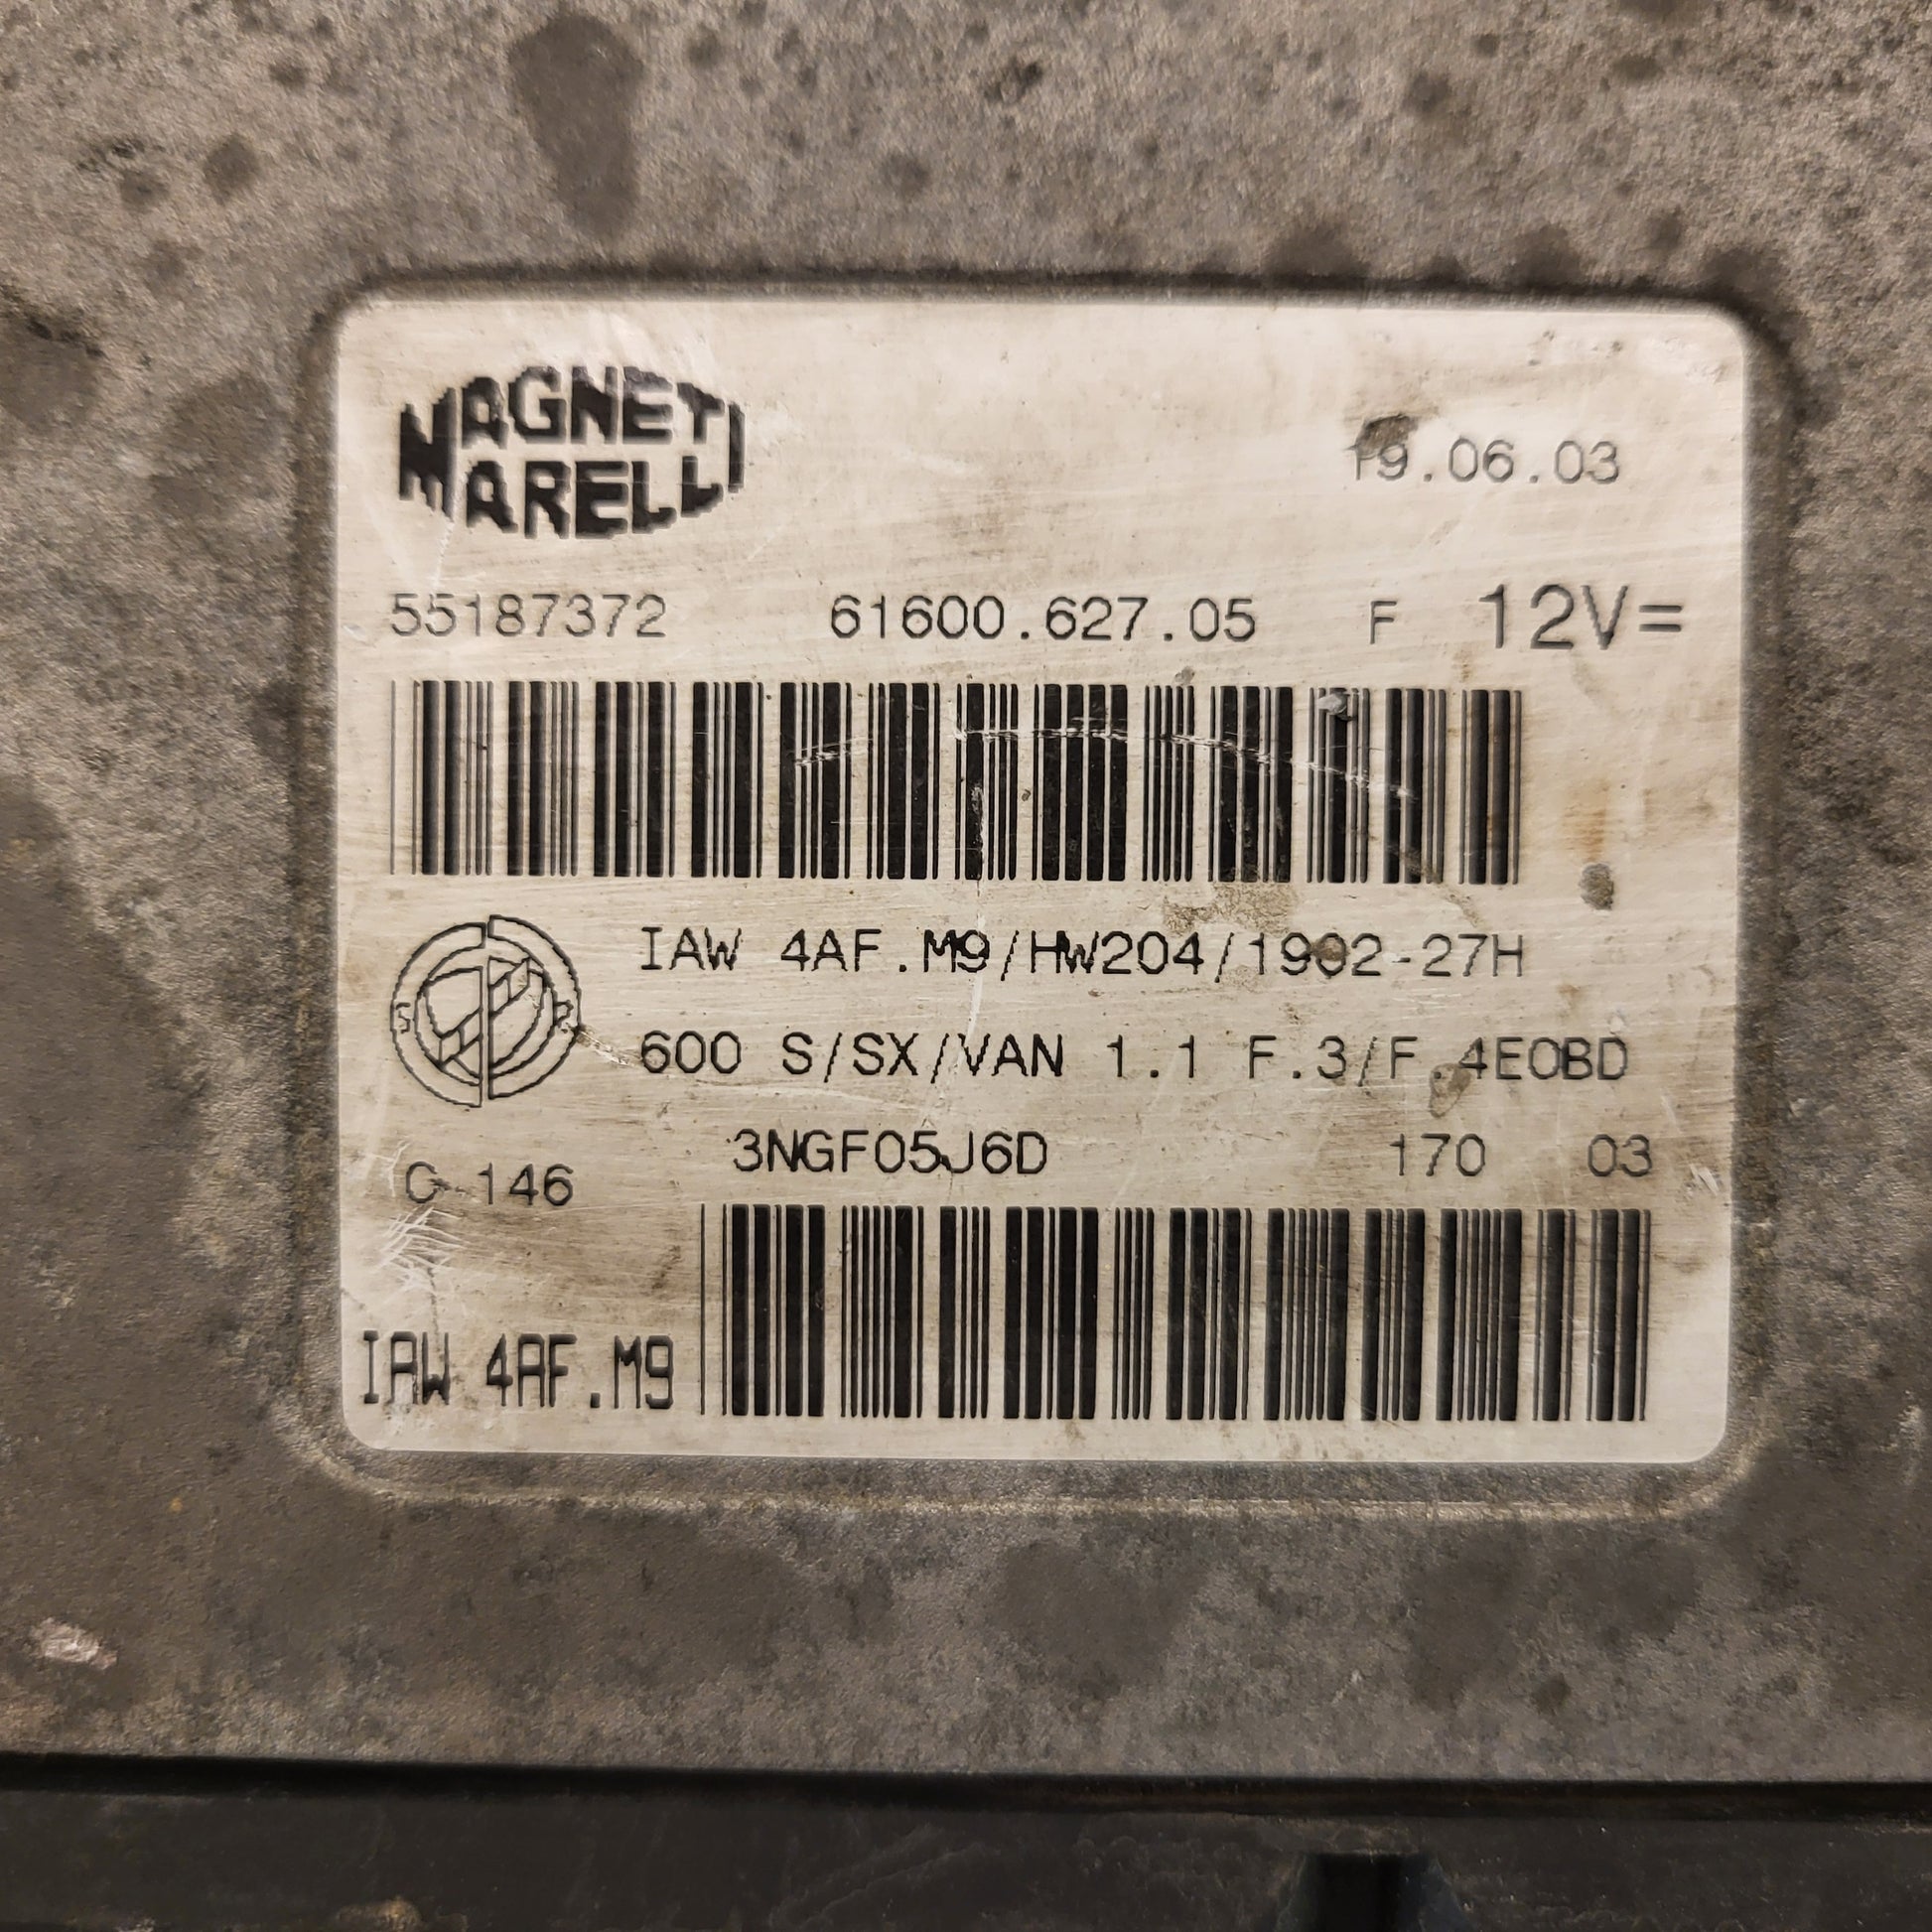 MAGNETI
MARELLI
19.06.03
55187372 61600.627.05 F 12V=
IAW 4AF.M9/HW204/1902-27H
S R
600 S/SX/VAN 1.1 F.3/F.4EOBD
3NGF05J6D 170 03
C-146
IAW 4AF.M9